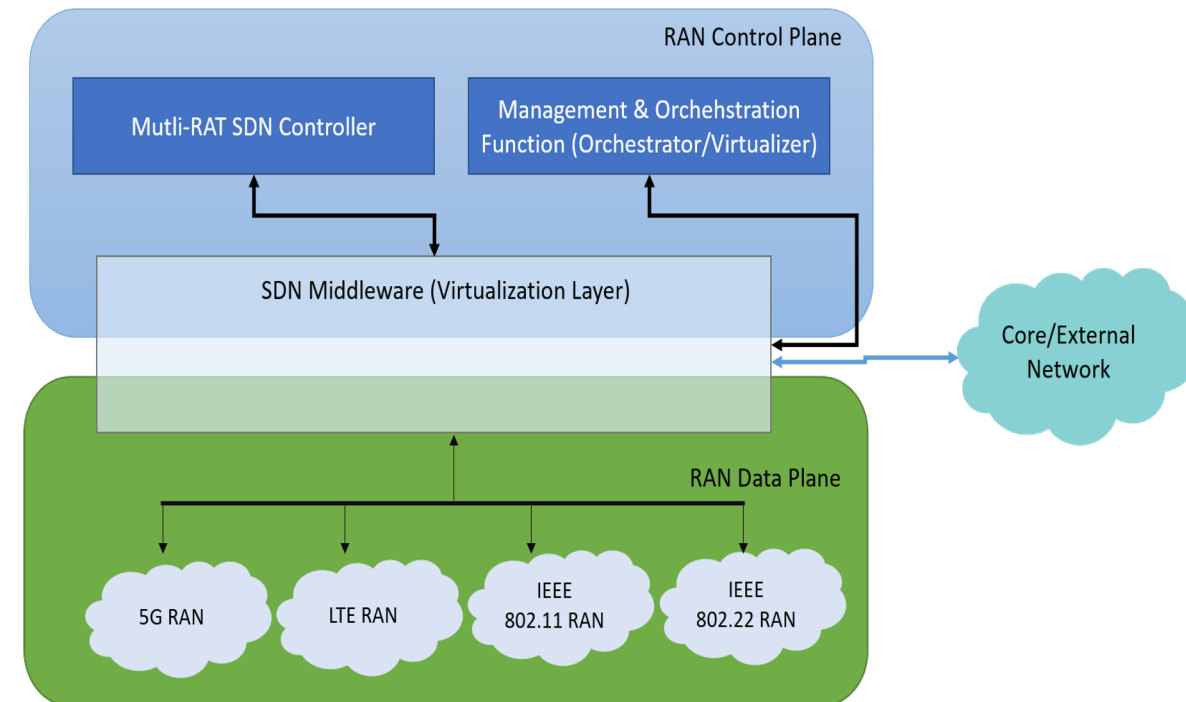 RAN Control Plane
Mutli-RAT SDN Controller
Management & Orchehstration
Function (Orchestrator/Virtualizer)
SDN Middleware (Virtualization Layer)
Core/External
Network
RAN Data Plane
5G RAN
LTE RAN
IEEE
802.11 RAN
IEEE
802.22 RAN